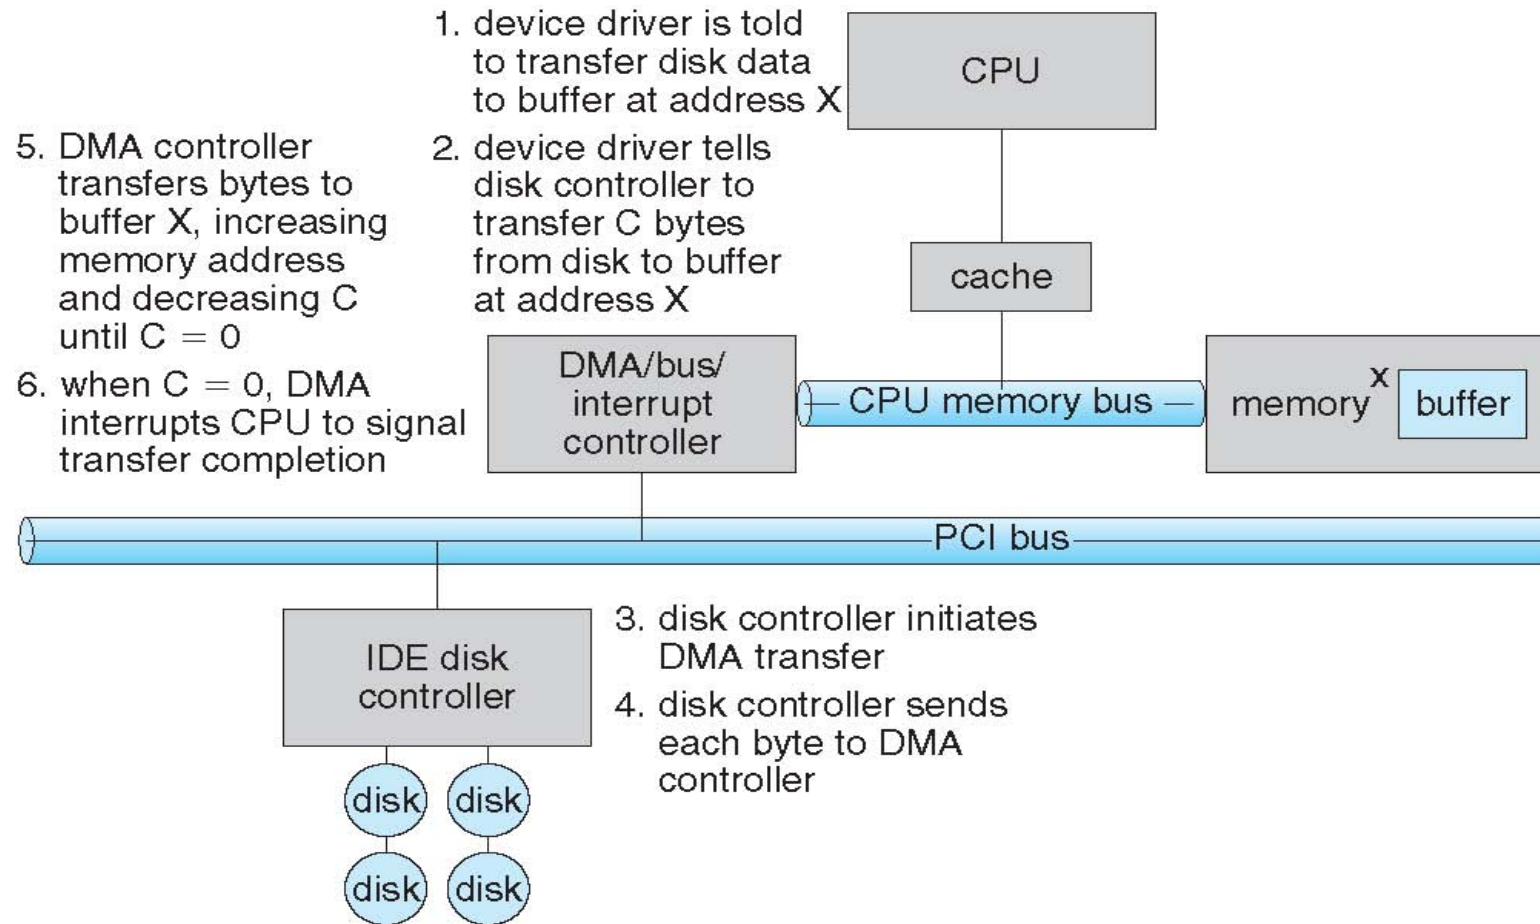 1. device driver is told
to transfer disk data
to buffer at address X
CPU
5. DMA controller
transfers bytes to
buffer X, increasing
memory address
and decreasing C
until C = 0
2. device driver tells
disk controller to
transfer C bytes
from disk to buffer
at address X
cache
6. when C = 0, DMA
interrupts CPU to signal
transfer completion
DMA/bus/
interrupt
controller
CPU memory bus
memory
x
buffer
PCI bus
IDE disk
controller
3. disk controller initiates
DMA transfer
4. disk controller sends
each byte to DMA
controller
disk
disk
disk
disk